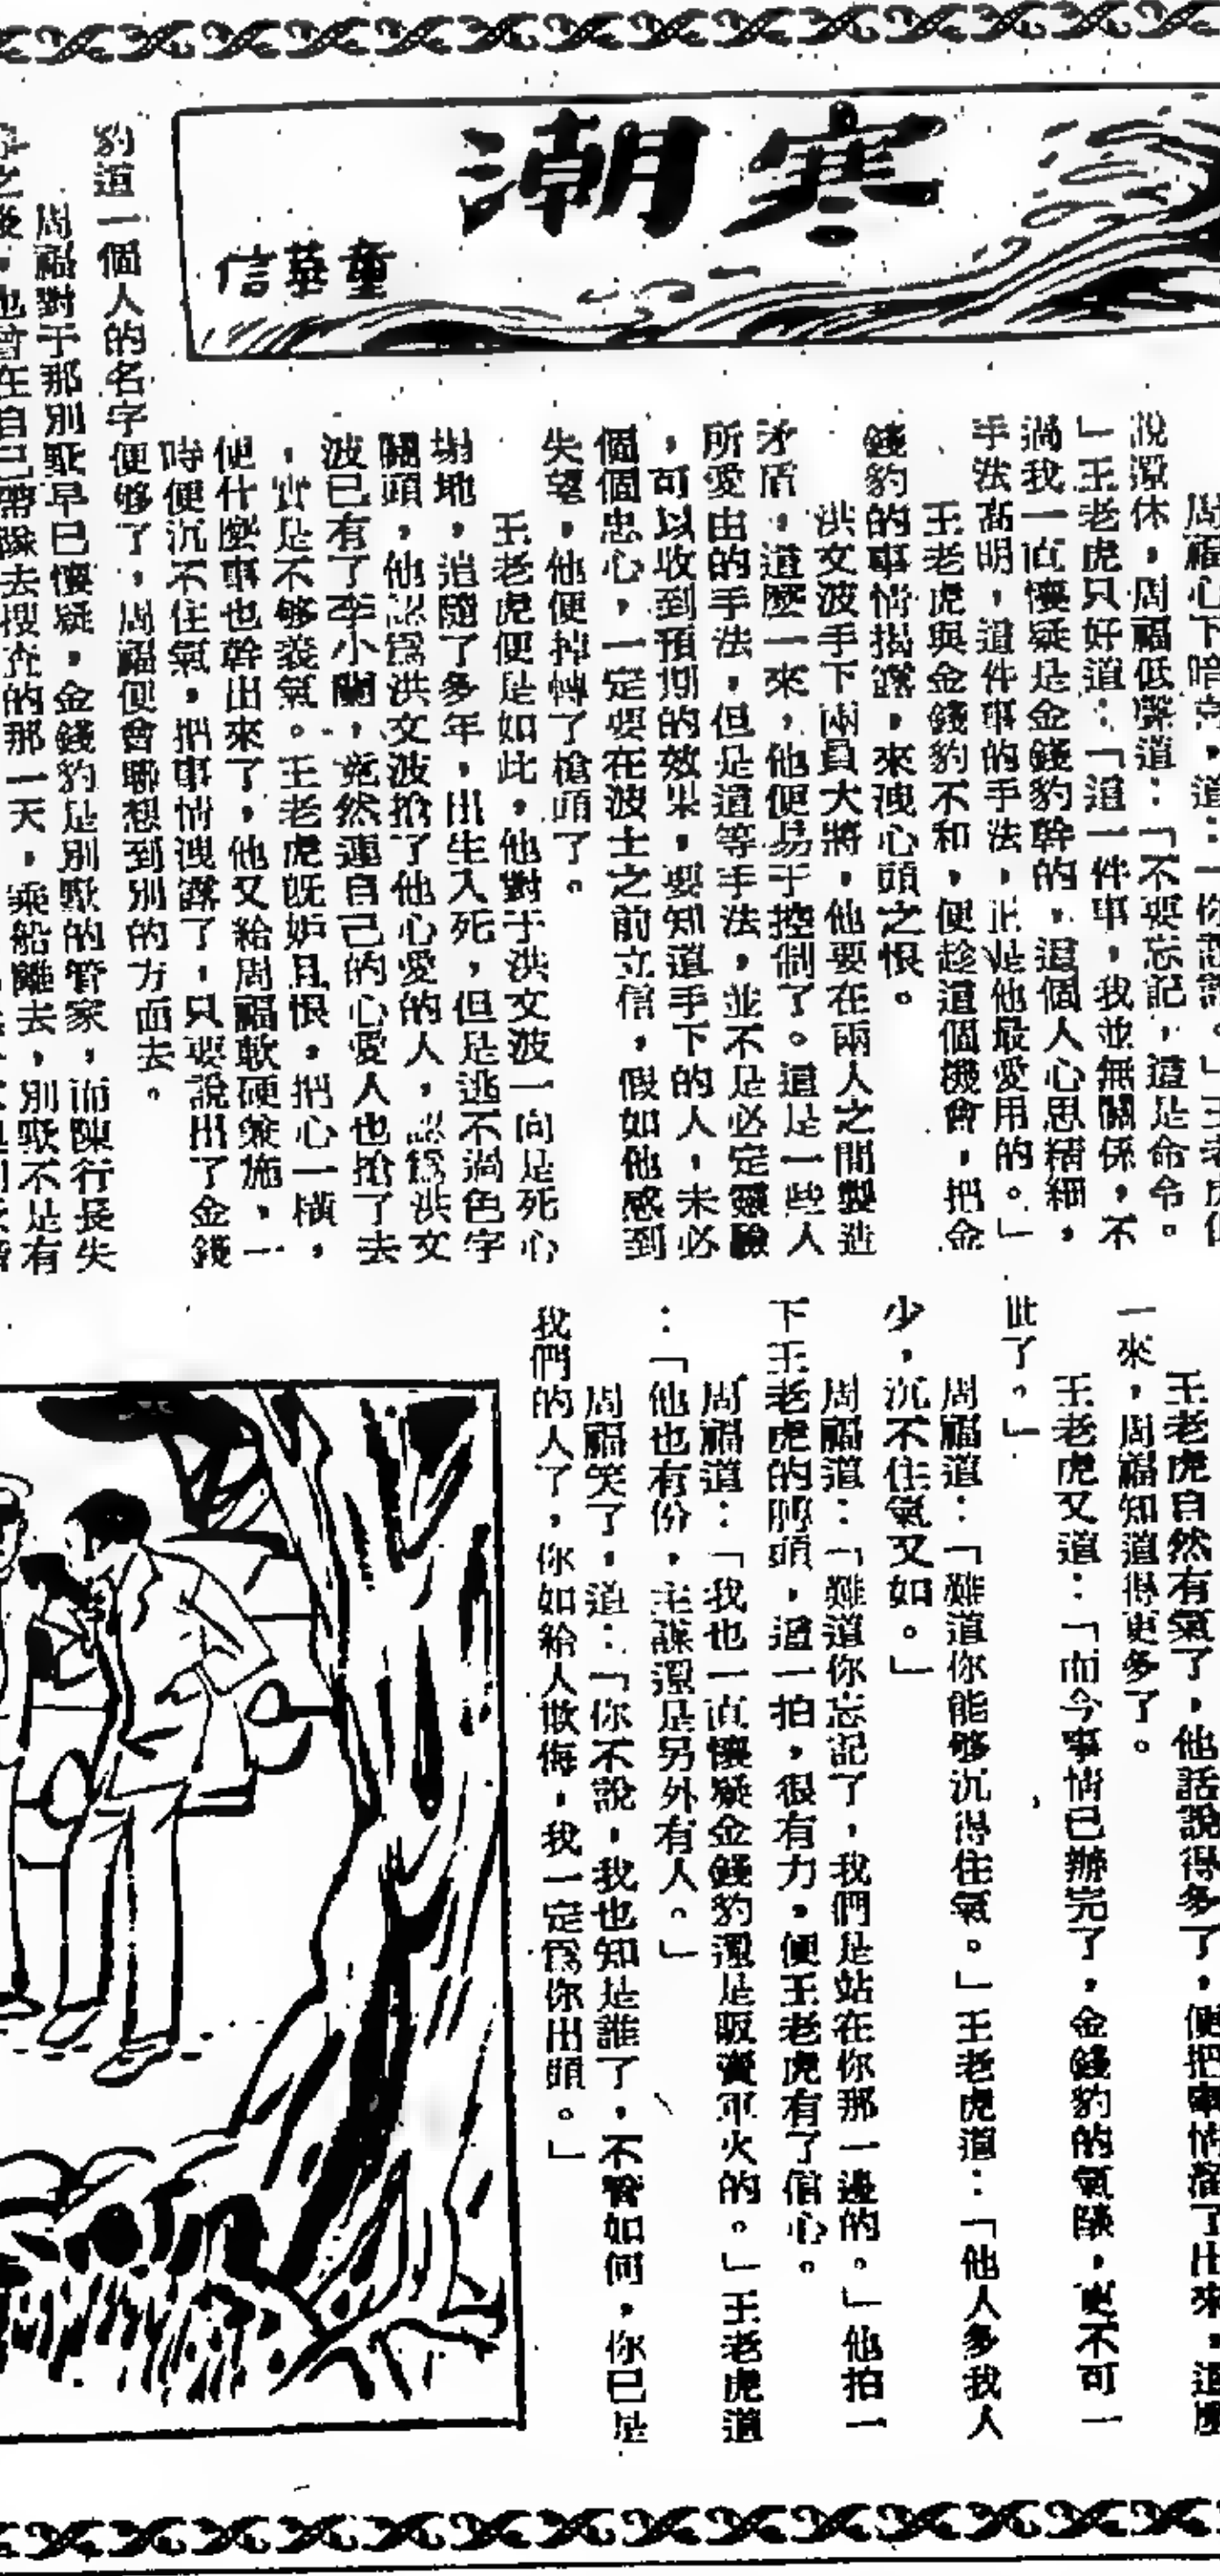 寒潮
童英信
周福心下暗喜，道：「你說罷。」王老虎
說還休，周福低聲道：「不要忘記，這是命令。
」王老虎只好道：「這一件事，我並無關係，不
過我一直懷疑是金錢豹幹的，這個人心思精細，
手法高明，這件事的手法，正是他最愛用的。」
王老虎與金錢豹不和，便趁這個機會，把金
錢豹的事情揭露，來洩心頭之恨。
洪文波手下兩員大將，他要在兩人之間製造
矛盾，這麼一來，他便易于控制了。這是一些人
所愛由的手法，但是這等手法，並不是必定靈驗
，可以收到預期的效果，要知道手下的人，未必
個個忠心，一定要在波士之前立信，假如他感到
失望，他便掉轉了槍頭了。
王老虎便是如此，他對于洪文波一向是死心
塌地，追隨了多年，出生入死，但是逃不過色字
關頭，他認爲洪文波搶了他心愛的人，認爲洪文
波已有了李小蘭，竟然連自己的心愛人也搶了去
，實是不够義氣。王老虎旣妒且恨，把心一橫，
便什麼事也幹出來了，他又給周福軟硬兼施，一
時便沉不住氣，把事情洩露了，只要說出了金錢
豹這一個人的名字便够了，周福便會聯想到別的方面去。
周福對于那別墅早已懷疑，金錢豹是別墅的管家，而陳行長失
之後，也曾在自己帶隊去搜查的那一天，乘船離去，別墅不是有
王老虎自然有氣了，他話說得多了，便把事情溜了出來，這麼
一來，周福知道得更多了。
王老虎又道：「而今事情已辦完了，金錢豹的氣燄，更不可一
世了。」
周福道：「難道你能够沉得住氣。」王老虎道：「他人多我人
少，沉不住氣又如。」
周福道：「難道你忘記了，我們是站在你那一邊的。」他拍一
下王老虎的膊頭，這一拍，很有力，使王老虎有了信心。
周福道：「我也一直懷疑金錢豹還是販賣軍火的。」王老虎道
：「他也有份，主謀還是另外有人。」
周福笑了，道：「你不說，我也知是誰了，不管如何，你已是
我們的人了，你如給人欺侮，我一定爲你出頭。」